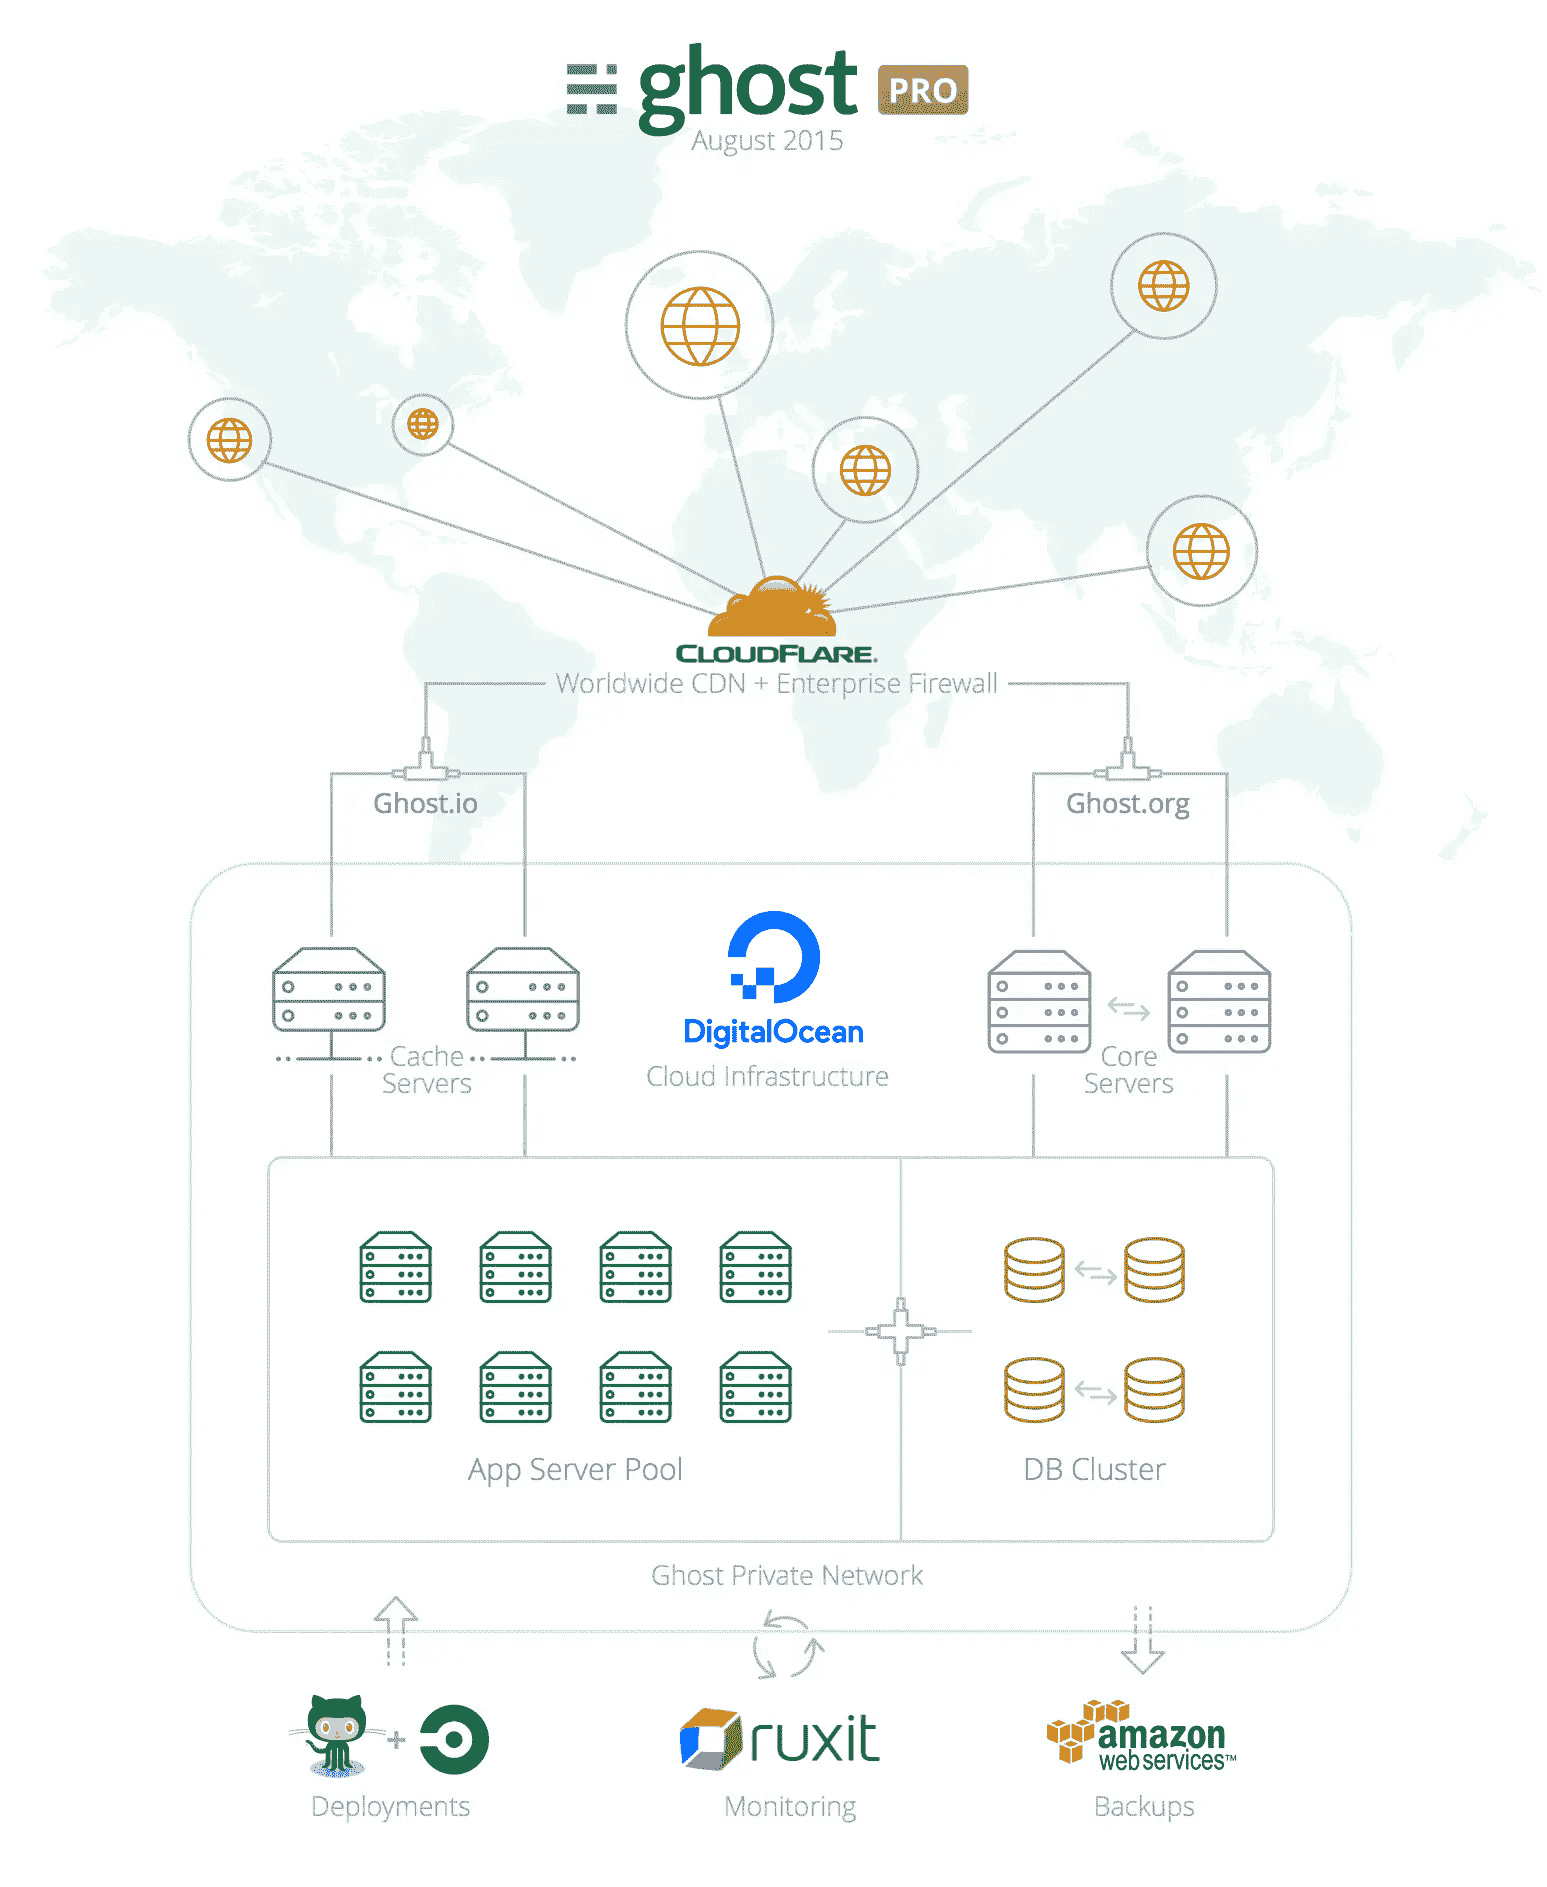 ghost PRO
August 2015
CLOUDFLARE®
Worldwide CDN + Enterprise Firewall
Ghost.io
Ghost.org
DigitalOcean
Cloud Infrastructure
Cache
Servers
Core
Servers
App Server Pool
DB Cluster
Ghost Private Network
+
ruxit
amazon
web services™
Deployments
Monitoring
Backups